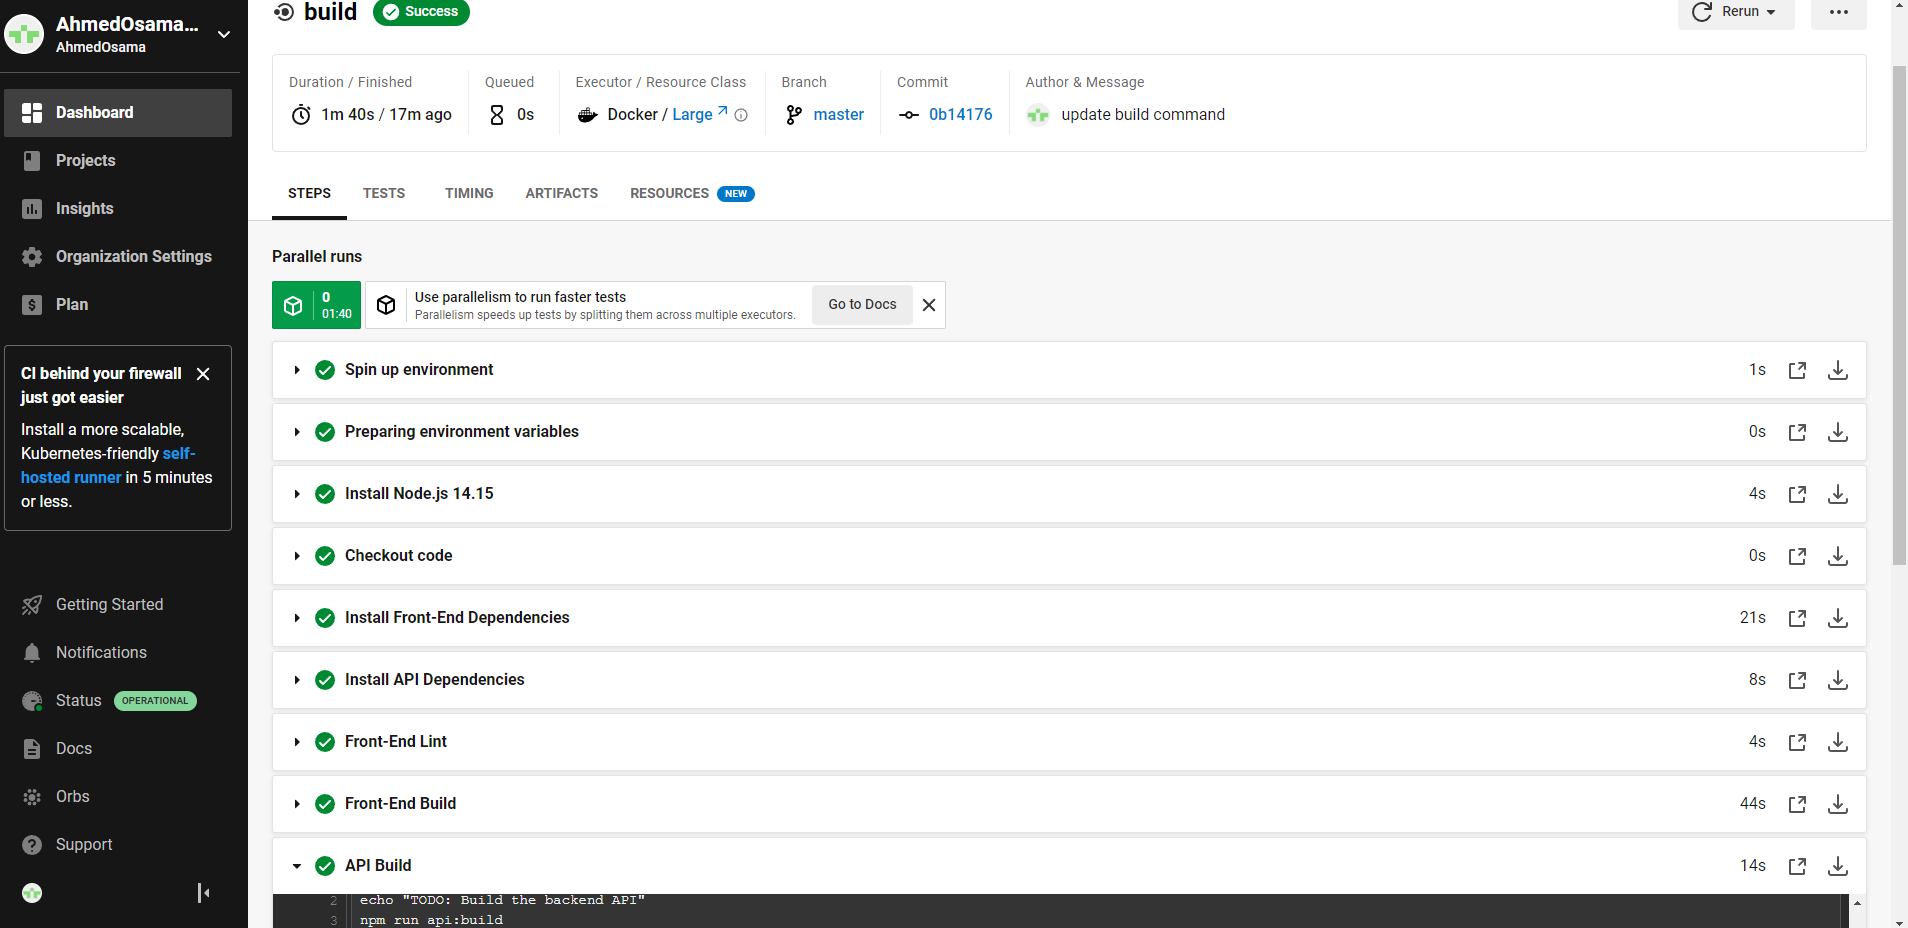 AhmedOsama...
AhmedOsama
Dashboard
Projects
Insights
Organization Settings
Plan
CI behind your firewall
just got easier
Install a more scalable,
Kubernetes-friendly self-
hosted runner in 5 minutes
or less.
Getting Started
Notifications
Status OPERATIONAL
Docs
Orbs
Support
build Success
Rerun
Duration / Finished
1m 40s / 17m ago
Queued
0s
Executor / Resource Class
Docker / Large
Branch
master
Commit
0b14176
Author & Message
update build command
STEPS TESTS TIMING ARTIFACTS RESOURCES NEW
Parallel runs
0
01:40
Use parallelism to run faster tests
Parallelism speeds up tests by splitting them across multiple executors.
Go to Docs
Spin up environment 1s
Preparing environment variables 0s
Install Node.js 14.15 4s
Checkout code 0s
Install Front-End Dependencies 21s
Install API Dependencies 8s
Front-End Lint 4s
Front-End Build 44s
API Build 14s
2 echo "TODO: Build the backend API"
3 npm run api:build